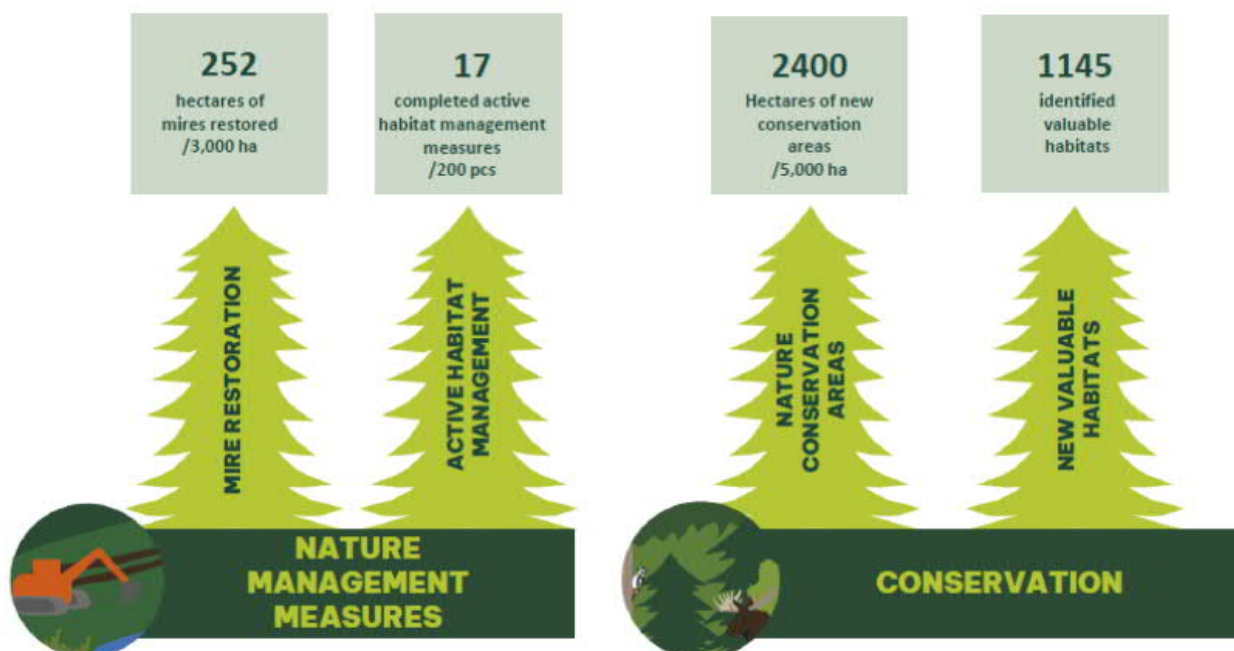 252
hectares of
mires restored
/3,000 ha
17
completed active
habitat management
measures
/200 pcs
2400
Hectares of new
conservation
areas
/5,000 ha
1145
identified
valuable
habitats
MIRE RESTORATION
ACTIVE HABITAT
MANAGEMENT
NATURE
CONSERVATION
AREAS
NEW VALUABLE
HABITATS
NATURE
MANAGEMENT
MEASURES
CONSERVATION